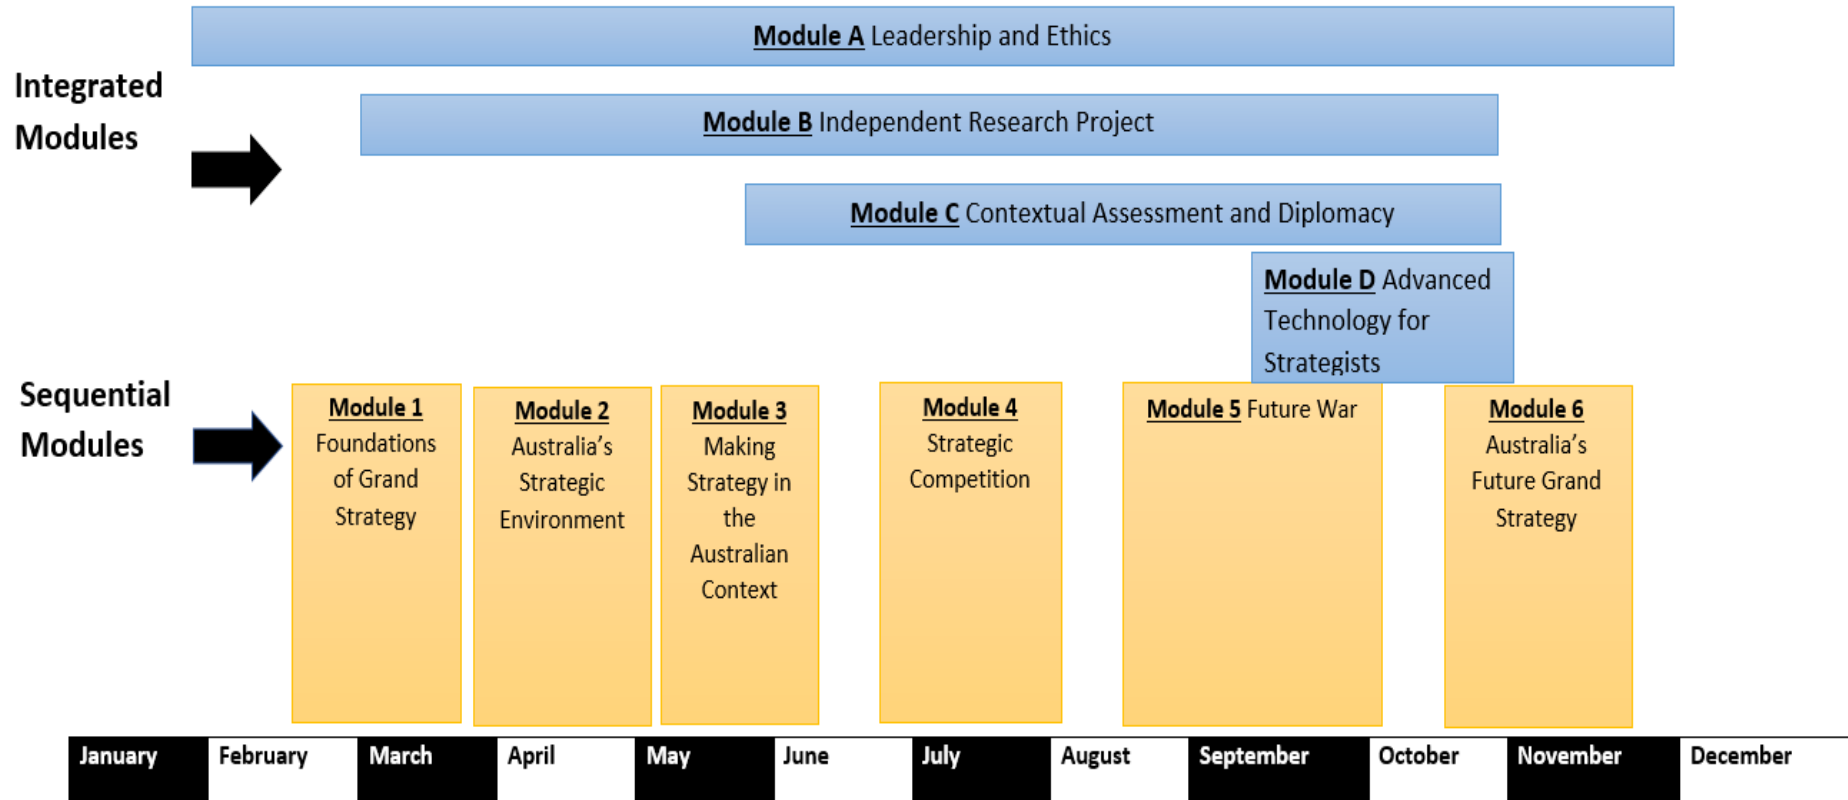 Module A Leadership and Ethics
Integrated
Modules
Module B Independent Research Project
Module C Contextual Assessment and Diplomacy
Module D Advanced
Technology for
Strategists
Sequential
Modules
Module 1
Foundations
of Grand
Strategy
Module 2
Australia's
Strategic
Environment
Module 3
Making
Strategy in
the
Australian
Context
Module 4
Strategic
Competition
Module 5 Future War
Module 6
Australia's
Future Grand
Strategy
January February March April May June July August September October November December